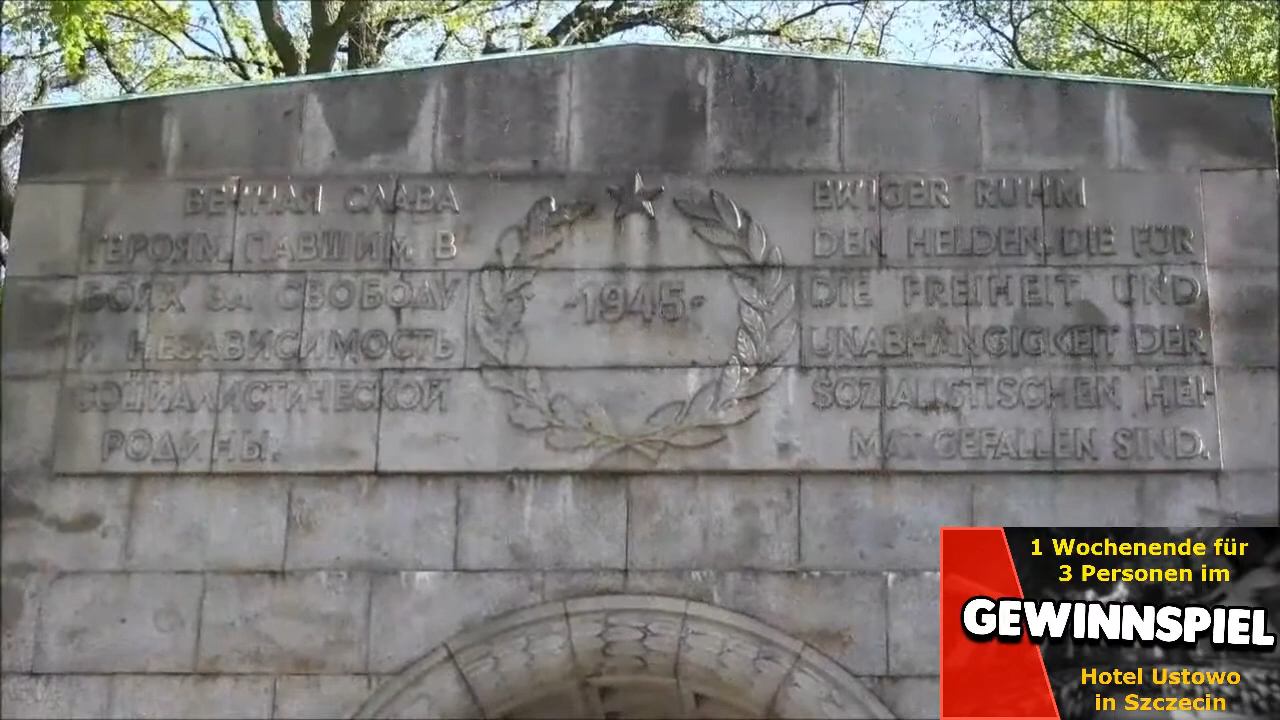 ВЕЧНАЯ СЛАВА
ГЕРОЯМ, ПАВШИМ В
БОЯХ ЗА СВОБОДУ
И НЕЗАВИСИМОСТЬ
СОЦИАЛИСТИЧЕСКОЙ
РОДИНЫ.
-1945-
EWIGER RUHM
DEN HELDEN, DIE FÜR
DIE FREIHEIT UND
UNABHÄNGIGKEIT DER
SOZIALISTISCHEN HEI-
MAT GEFALLEN SIND.
1 Wochenende für
3 Personen im
GEWINNSPIEL
Hotel Ustowo
in Szczecin